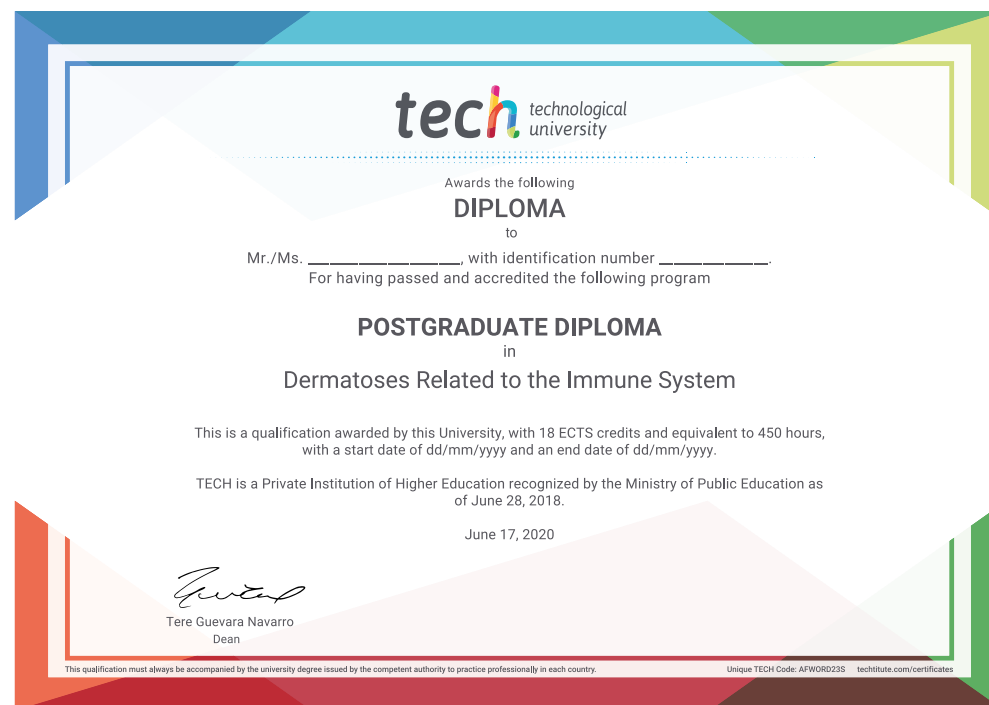 tech technological
university
Awards the following
DIPLOMA
to
Mr./Ms. ____________________, with identification number ______________.
For having passed and accredited the following program
POSTGRADUATE DIPLOMA
in
Dermatoses Related to the Immune System
This is a qualification awarded by this University, with 18 ECTS credits and equivalent to 450 hours,
with a start date of dd/mm/yyyy and an end date of dd/mm/yyyy.
TECH is a Private Institution of Higher Education recognized by the Ministry of Public Education as
of June 28, 2018.
June 17, 2020
Tere Guevara Navarro
Dean
This qualification must always be accompanied by the university degree issued by the competent authority to practice professionally in each country. Unique TECH Code: AFWORD23S techtitute.com/certificates